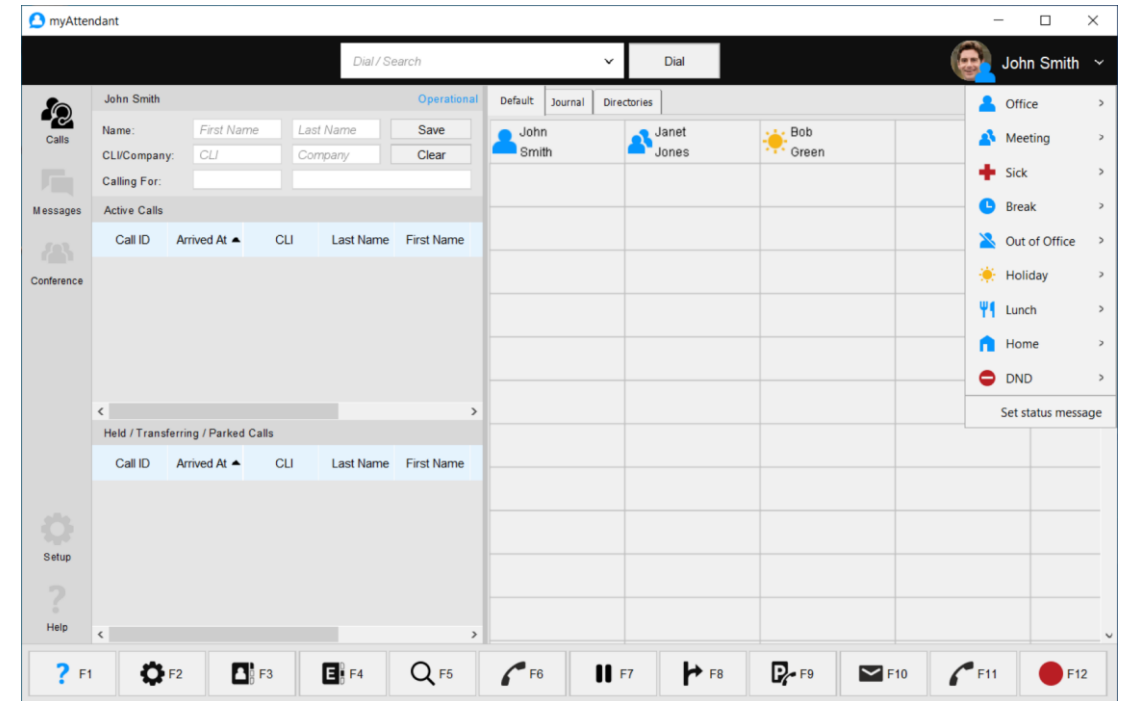 myAttendant
Dial / Search
Dial
John Smith
Calls
Messages
Conference
Setup
Help
John Smith
Operational
Name:
First Name
Last Name
Save
CLI/Company:
CLI
Company
Clear
Calling For:
Active Calls
Call ID
Arrived At
CLI
Last Name
First Name
Held / Transferring / Parked Calls
Call ID
Arrived At
CLI
Last Name
First Name
Default
Journal
Directories
John
Smith
Janet
Jones
Bob
Green
Office
Meeting
Sick
Break
Out of Office
Holiday
Lunch
Home
DND
Set status message
? F1
F2
F3
E F4
F5
F6
F7
F8
P F9
F10
F11
F12